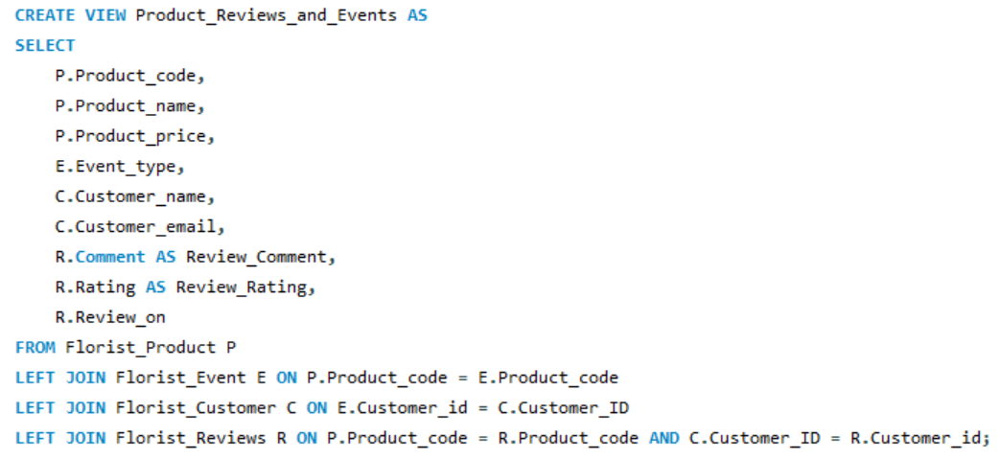 CREATE VIEW Product_Reviews_and_Events AS
SELECT
    P.Product_code,
    P.Product_name,
    P.Product_price,
    E.Event_type,
    C.Customer_name,
    C.Customer_email,
    R.Comment AS Review_Comment,
    R.Rating AS Review_Rating,
    R.Review_on
FROM Florist_Product P
LEFT JOIN Florist_Event E ON P.Product_code = E.Product_code
LEFT JOIN Florist_Customer C ON E.Customer_id = C.Customer_ID
LEFT JOIN Florist_Reviews R ON P.Product_code = R.Product_code AND C.Customer_ID = R.Customer_id;